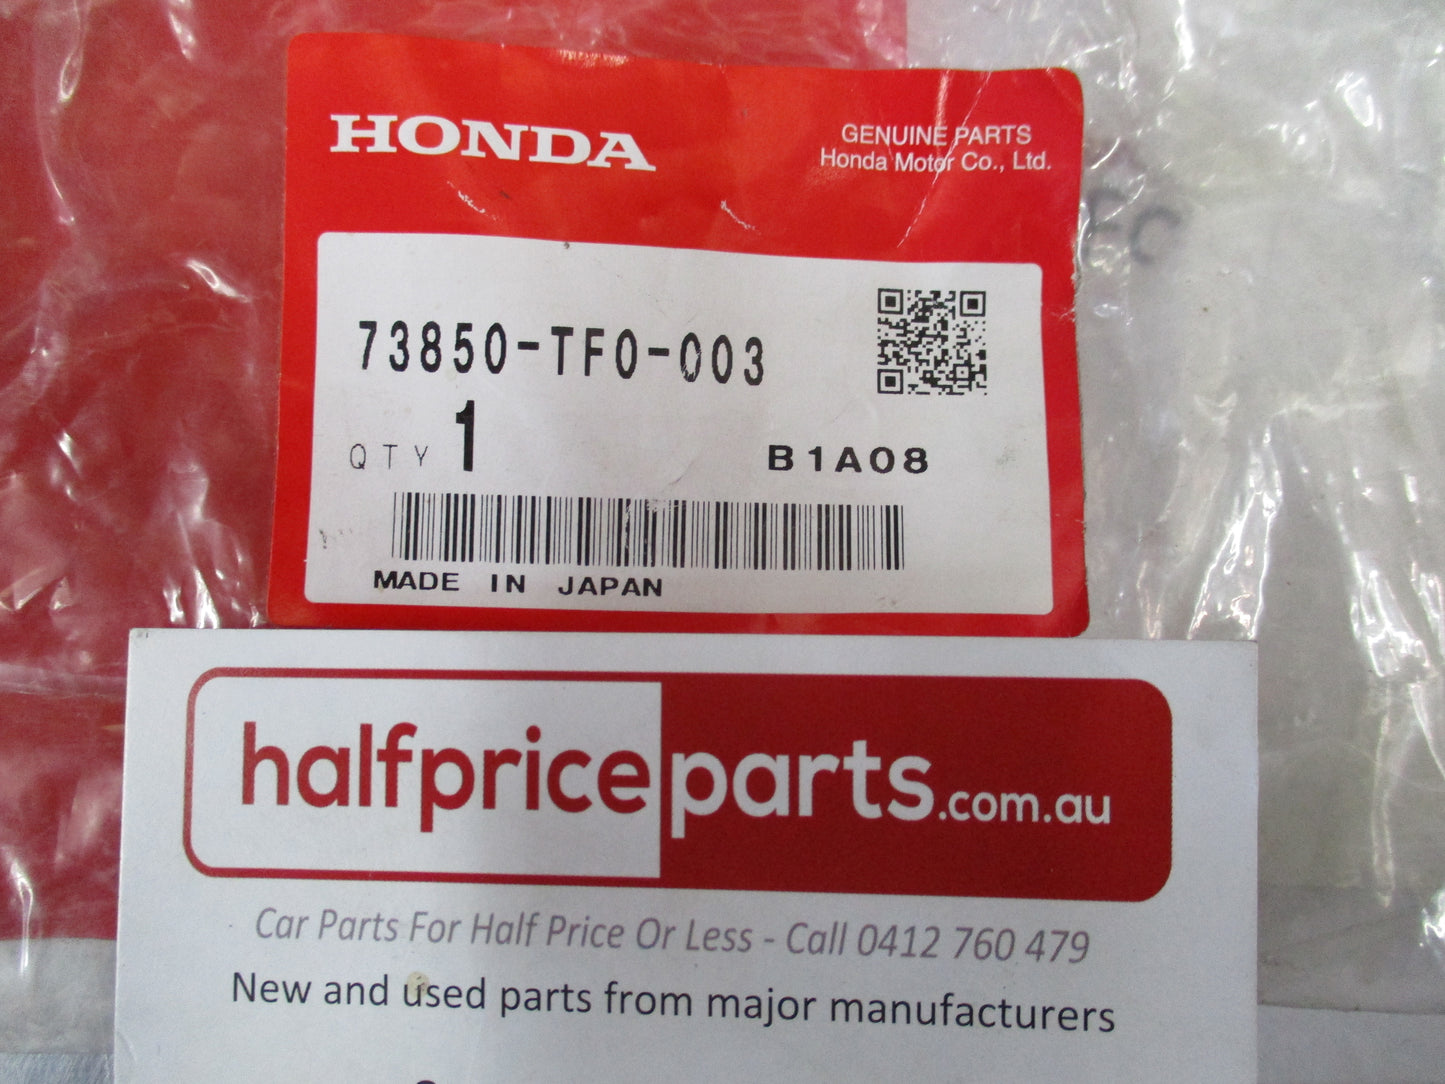 HONDA
GENUINE PARTS
Honda Motor Co., Ltd.
73850-TF0-003
QTY 1
B1A08
MADE IN JAPAN
halfpriceparts.com.au
Car Parts For Half Price Or Less - Call 0412 760 479
New and used parts from major manufacturers